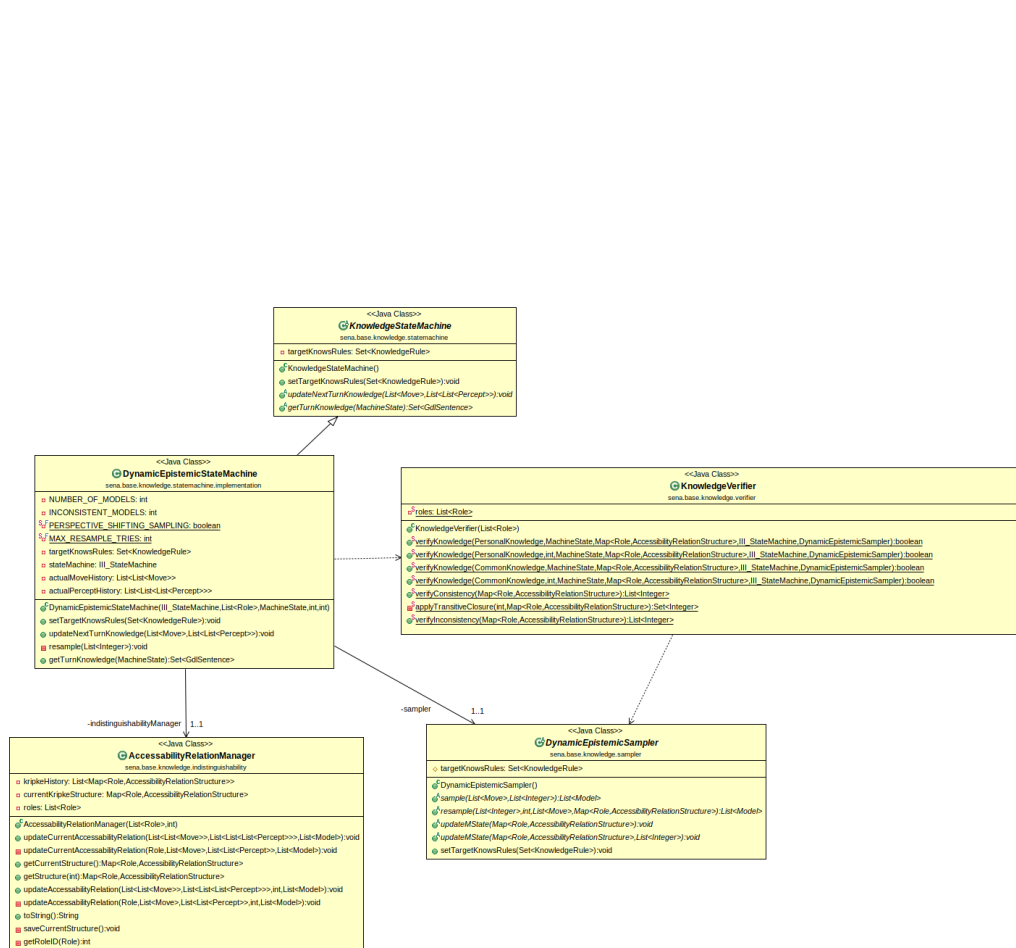 <<Java Class>>
KnowledgeStateMachine
sena.base.knowledge.statemachine
targetKnowsRules: Set<KnowledgeRule>
KnowledgeStateMachine()
setTargetKnowsRules(Set<KnowledgeRule>):void
updateNextTurnKnowledge(List<Move>,List<List<Percept>>):void
getTurnKnowledge(MachineState):Set<GdlSentence>
<<Java Class>>
DynamicEpistemicStateMachine
sena.base.knowledge.statemachine.implementation
NUMBER_OF_MODELS: int
INCONSISTENT_MODELS: int
PERSPECTIVE_SHIFTING_SAMPLING: boolean
MAX_RESAMPLE_TRIES: int
targetKnowsRules: Set<KnowledgeRule>
stateMachine: III_StateMachine
actualMoveHistory: List<List<Move>>
actualPerceptHistory: List<List<List<Percept>>>
DynamicEpistemicStateMachine(III_StateMachine,List<Role>,MachineState,int,int)
setTargetKnowsRules(Set<KnowledgeRule>):void
updateNextTurnKnowledge(List<Move>,List<List<Percept>>):void
resample(List<Integer>):void
getTurnKnowledge(MachineState):Set<GdlSentence>
<<Java Class>>
KnowledgeVerifier
sena.base.knowledge.verifier
roles: List<Role>
KnowledgeVerifier(List<Role>)
verifyKnowledge(PersonalKnowledge,MachineState,Map<Role,AccessibilityRelationStructure>,III_StateMachine,DynamicEpistemicSampler):boolean
verifyKnowledge(PersonalKnowledge,int,MachineState,Map<Role,AccessibilityRelationStructure>,III_StateMachine,DynamicEpistemicSampler):boolean
verifyKnowledge(CommonKnowledge,MachineState,Map<Role,AccessibilityRelationStructure>,III_StateMachine,DynamicEpistemicSampler):boolean
verifyKnowledge(CommonKnowledge,int,MachineState,Map<Role,AccessibilityRelationStructure>,III_StateMachine,DynamicEpistemicSampler):boolean
verifyConsistency(Map<Role,AccessibilityRelationStructure>):List<Integer>
applyTransitiveClosure(int,Map<Role,AccessibilityRelationStructure>):Set<Integer>
verifyInconsistency(Map<Role,AccessibilityRelationStructure>):List<Integer>
-indistinguishabilityManager 1..1
-sampler 1..1
<<Java Class>>
AccessabilityRelationManager
sena.base.knowledge.indistinguishability
kripkeHistory: List<Map<Role,AccessibilityRelationStructure>>
currentKripkeStructure: Map<Role,AccessibilityRelationStructure>
roles: List<Role>
AccessabilityRelationManager(List<Role>,int)
updateCurrentAccessabilityRelation(List<List<Move>>,List<List<List<Percept>>>,List<Model>):void
updateCurrentAccessabilityRelation(Role,List<Move>,List<List<Percept>>,List<Model>):void
getCurrentStructure():Map<Role,AccessibilityRelationStructure>
getStructure(int):Map<Role,AccessibilityRelationStructure>
updateAccessabilityRelation(List<List<Move>>,List<List<List<Percept>>>,int,List<Model>):void
updateAccessabilityRelation(Role,List<Move>,List<List<Percept>>,int,List<Model>):void
toString():String
saveCurrentStructure():void
getRoleID(Role):int
<<Java Class>>
DynamicEpistemicSampler
sena.base.knowledge.sampler
targetKnowsRules: Set<KnowledgeRule>
DynamicEpistemicSampler()
sample(List<Move>,List<Integer>):List<Model>
resample(List<Integer>,int,List<Move>,Map<Role,AccessibilityRelationStructure>):List<Model>
updateMState(Map<Role,AccessibilityRelationStructure>):void
updateMState(Map<Role,AccessibilityRelationStructure>,List<Integer>):void
setTargetKnowsRules(Set<KnowledgeRule>):void